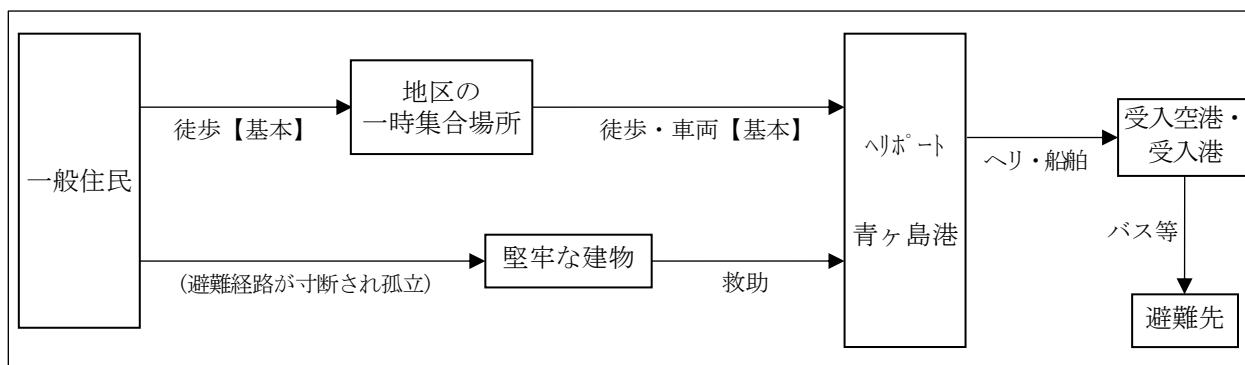 一般住民
徒歩【基本】
地区の
一時集合場所
徒歩・車両【基本】
(避難経路が寸断され孤立)
堅牢な建物
救助
ﾍﾘﾎﾟｰﾄ
青ヶ島港
ヘリ・船舶
受入空港・
受入港
バス等
避難先